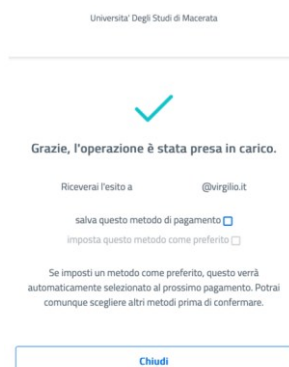 Universita' Degli Studi di Macerata
Grazie, l'operazione è stata presa in carico.
Riceverai l'esito a @virgilio.it
salva questo metodo di pagamento
imposta questo metodo come preferito
Se imposti un metodo come preferito, questo verrà
automaticamente selezionato al prossimo pagamento. Potrai
comunque scegliere altri metodi prima di confermare.
Chiudi